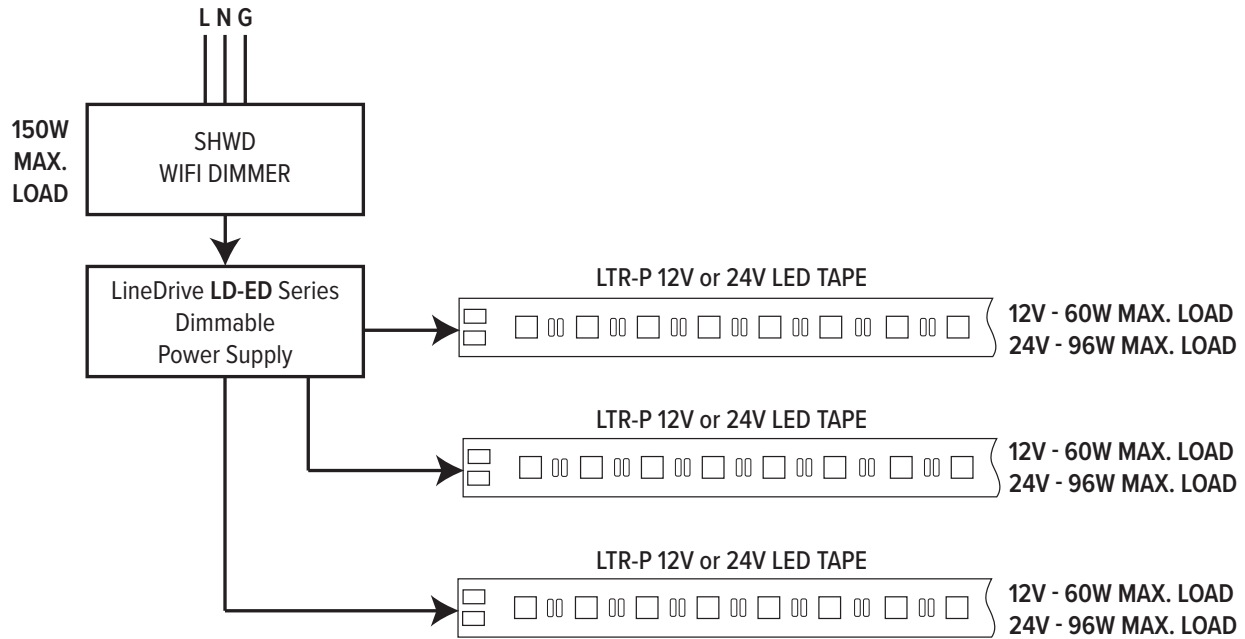 L N G
150W
MAX.
LOAD
SHWD
WIFI DIMMER
LineDrive LD-ED Series
Dimmable
Power Supply
LTR-P 12V or 24V LED TAPE
12V - 60W MAX. LOAD
24V - 96W MAX. LOAD
LTR-P 12V or 24V LED TAPE
12V - 60W MAX. LOAD
24V - 96W MAX. LOAD
LTR-P 12V or 24V LED TAPE
12V - 60W MAX. LOAD
24V - 96W MAX. LOAD